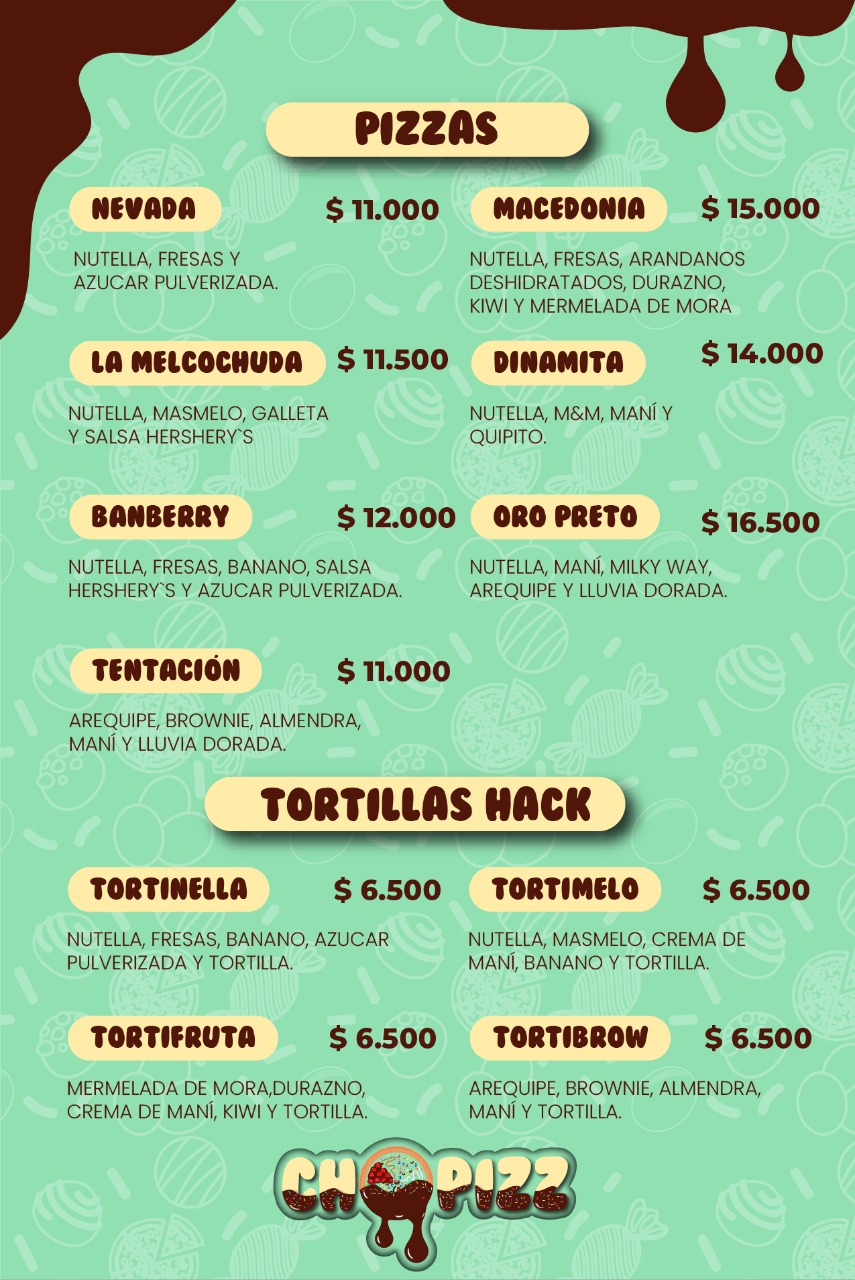 PIZZAS
NEVADA
$ 11.000
NUTELLA, FRESAS Y
AZUCAR PULVERIZADA.
MACEDONIA
$ 15.000
NUTELLA, FRESAS, ARANDANOS
DESHIDRATADOS, DURAZNO,
KIWI Y MERMELADA DE MORA
LA MELCOCHUDA
$ 11.500
NUTELLA, MASMELO, GALLETA
Y SALSA HERSHERY`S
DINAMITA
$ 14.000
NUTELLA, M&M, MANÍ Y
QUIPITO.
BANBERRY
$ 12.000
NUTELLA, FRESAS, BANANO, SALSA
HERSHERY`S Y AZUCAR PULVERIZADA.
ORO PRETO
$ 16.500
NUTELLA, MANÍ, MILKY WAY,
AREQUIPE Y LLUVIA DORADA.
TENTACIÓN
$ 11.000
AREQUIPE, BROWNIE, ALMENDRA,
MANÍ Y LLUVIA DORADA.
TORTILLAS HACK
TORTINELLA
$ 6.500
NUTELLA, FRESAS, BANANO, AZUCAR
PULVERIZADA Y TORTILLA.
TORTIMELO
$ 6.500
NUTELLA, MASMELO, CREMA DE
MANÍ, BANANO Y TORTILLA.
TORTIFRUTA
$ 6.500
MERMELADA DE MORA,DURAZNO,
CREMA DE MANÍ, KIWI Y TORTILLA.
TORTIBROW
$ 6.500
AREQUIPE, BROWNIE, ALMENDRA,
MANÍ Y TORTILLA.
CHOPIZZ